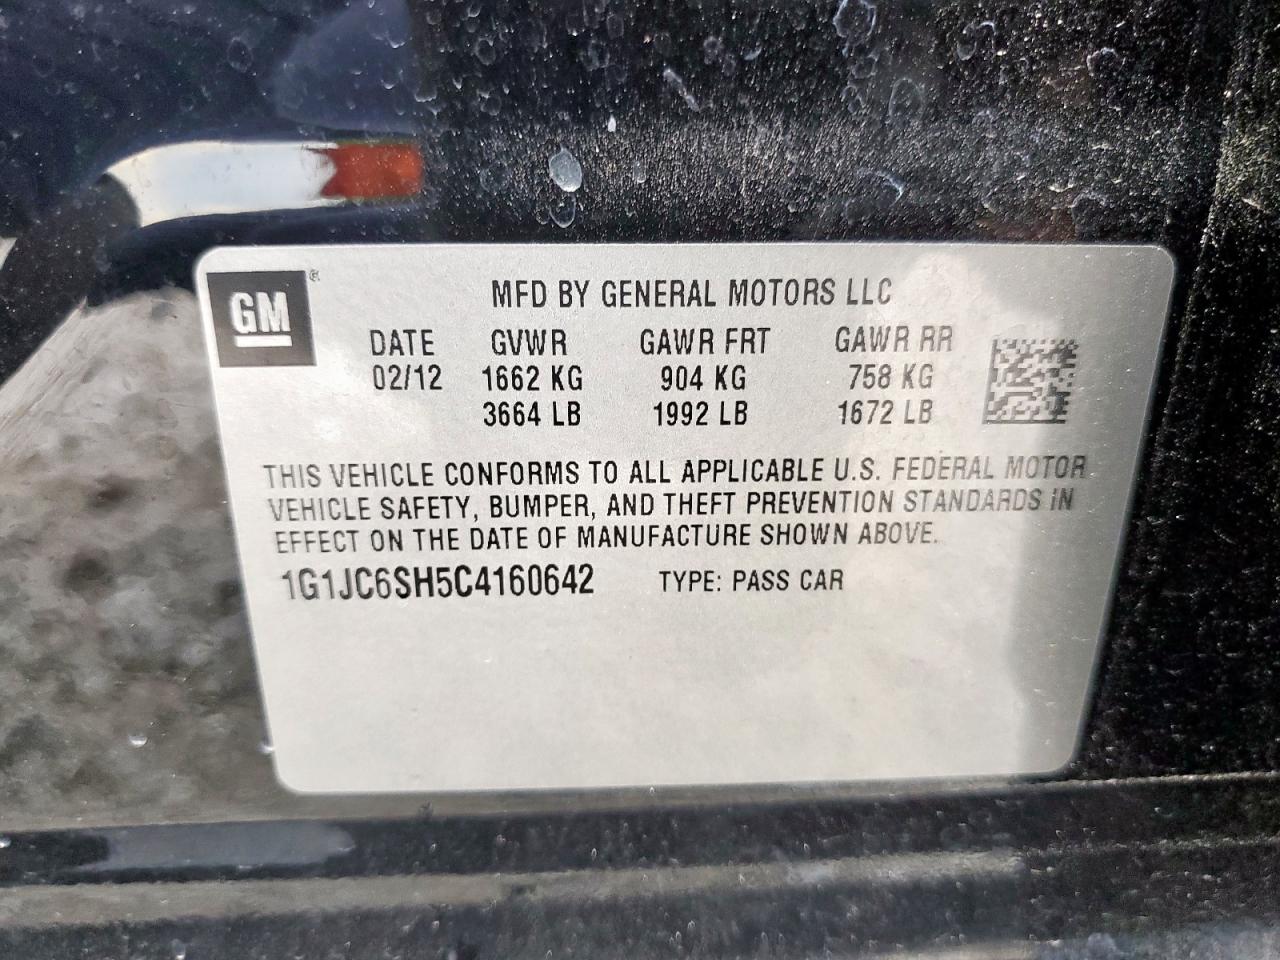 GM®
MFD BY GENERAL MOTORS LLC
DATE GVWR GAWR FRT GAWR RR
02/12 1662 KG 904 KG 758 KG
3664 LB 1992 LB 1672 LB
THIS VEHICLE CONFORMS TO ALL APPLICABLE U.S. FEDERAL MOTOR
VEHICLE SAFETY, BUMPER, AND THEFT PREVENTION STANDARDS IN
EFFECT ON THE DATE OF MANUFACTURE SHOWN ABOVE.
1G1JC6SH5C4160642 TYPE: PASS CAR